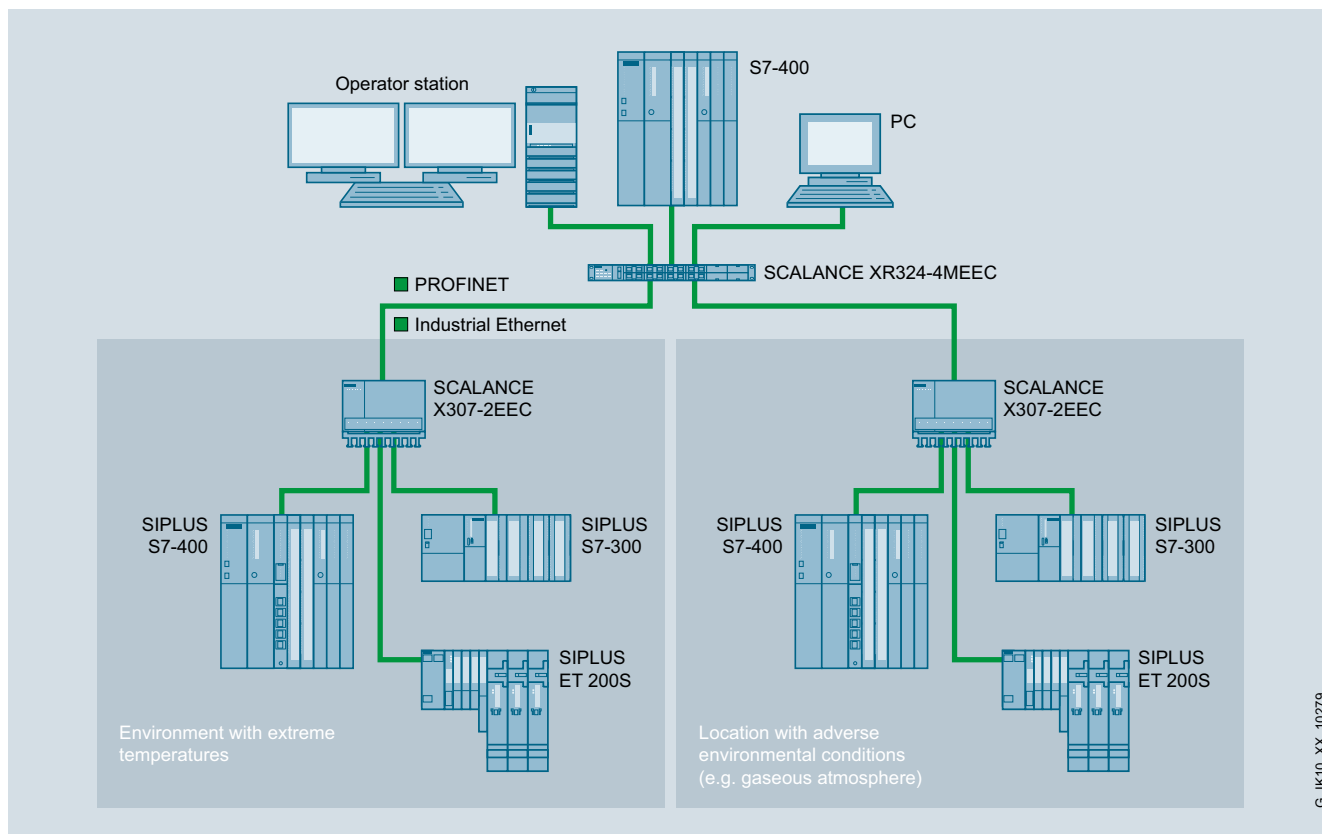 S7-400
Operator station
PC
SCALANCE XR324-4MEEC
PROFINET
Industrial Ethernet
SCALANCE
X307-2EEC
SCALANCE
X307-2EEC
SIPLUS
S7-400
SIPLUS
S7-300
SIPLUS
S7-400
SIPLUS
S7-300
SIPLUS
ET 200S
SIPLUS
ET 200S
Environment with extreme
temperatures
Location with adverse
environmental conditions
(e.g. gaseous atmosphere)
G_IK10_XX_10279